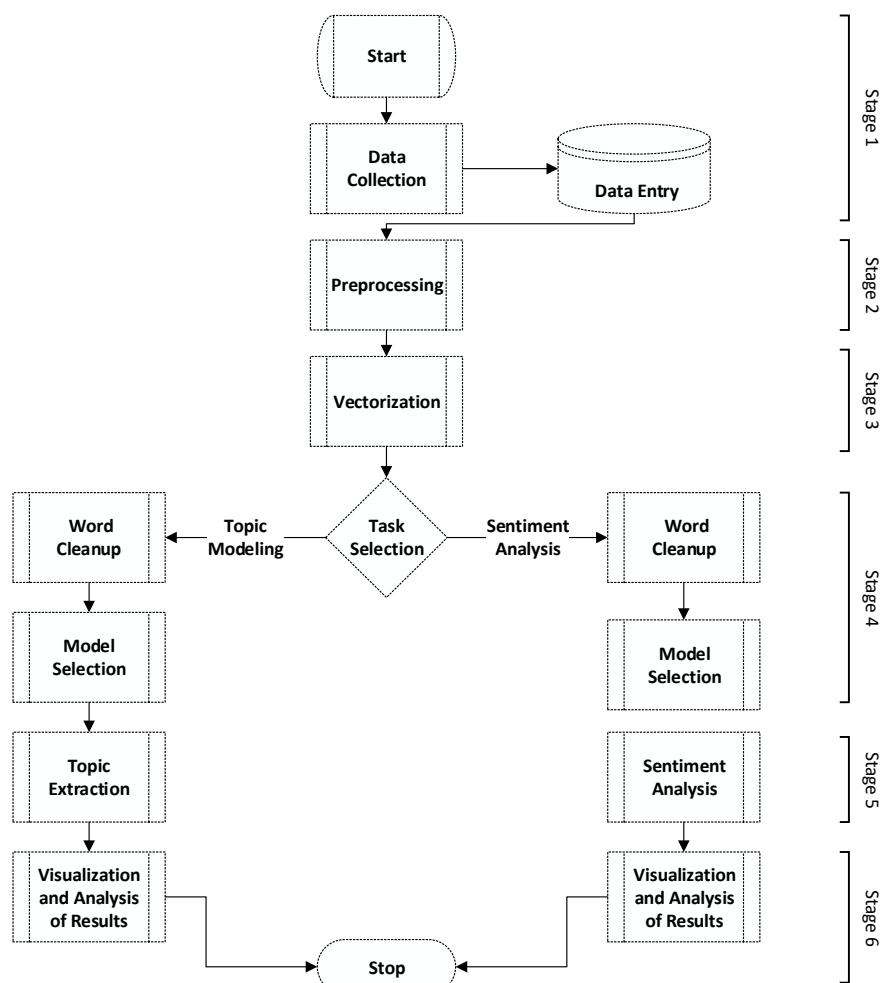 Start
Data
Collection
Data Entry
Stage 1
Preprocessing
Stage 2
Vectorization
Stage 3
Task
Selection
Topic
Modeling
Sentiment
Analysis
Word
Cleanup
Word
Cleanup
Model
Selection
Model
Selection
Stage 4
Topic
Extraction
Sentiment
Analysis
Stage 5
Visualization
and Analysis
of Results
Visualization
and Analysis
of Results
Stop
Stage 6